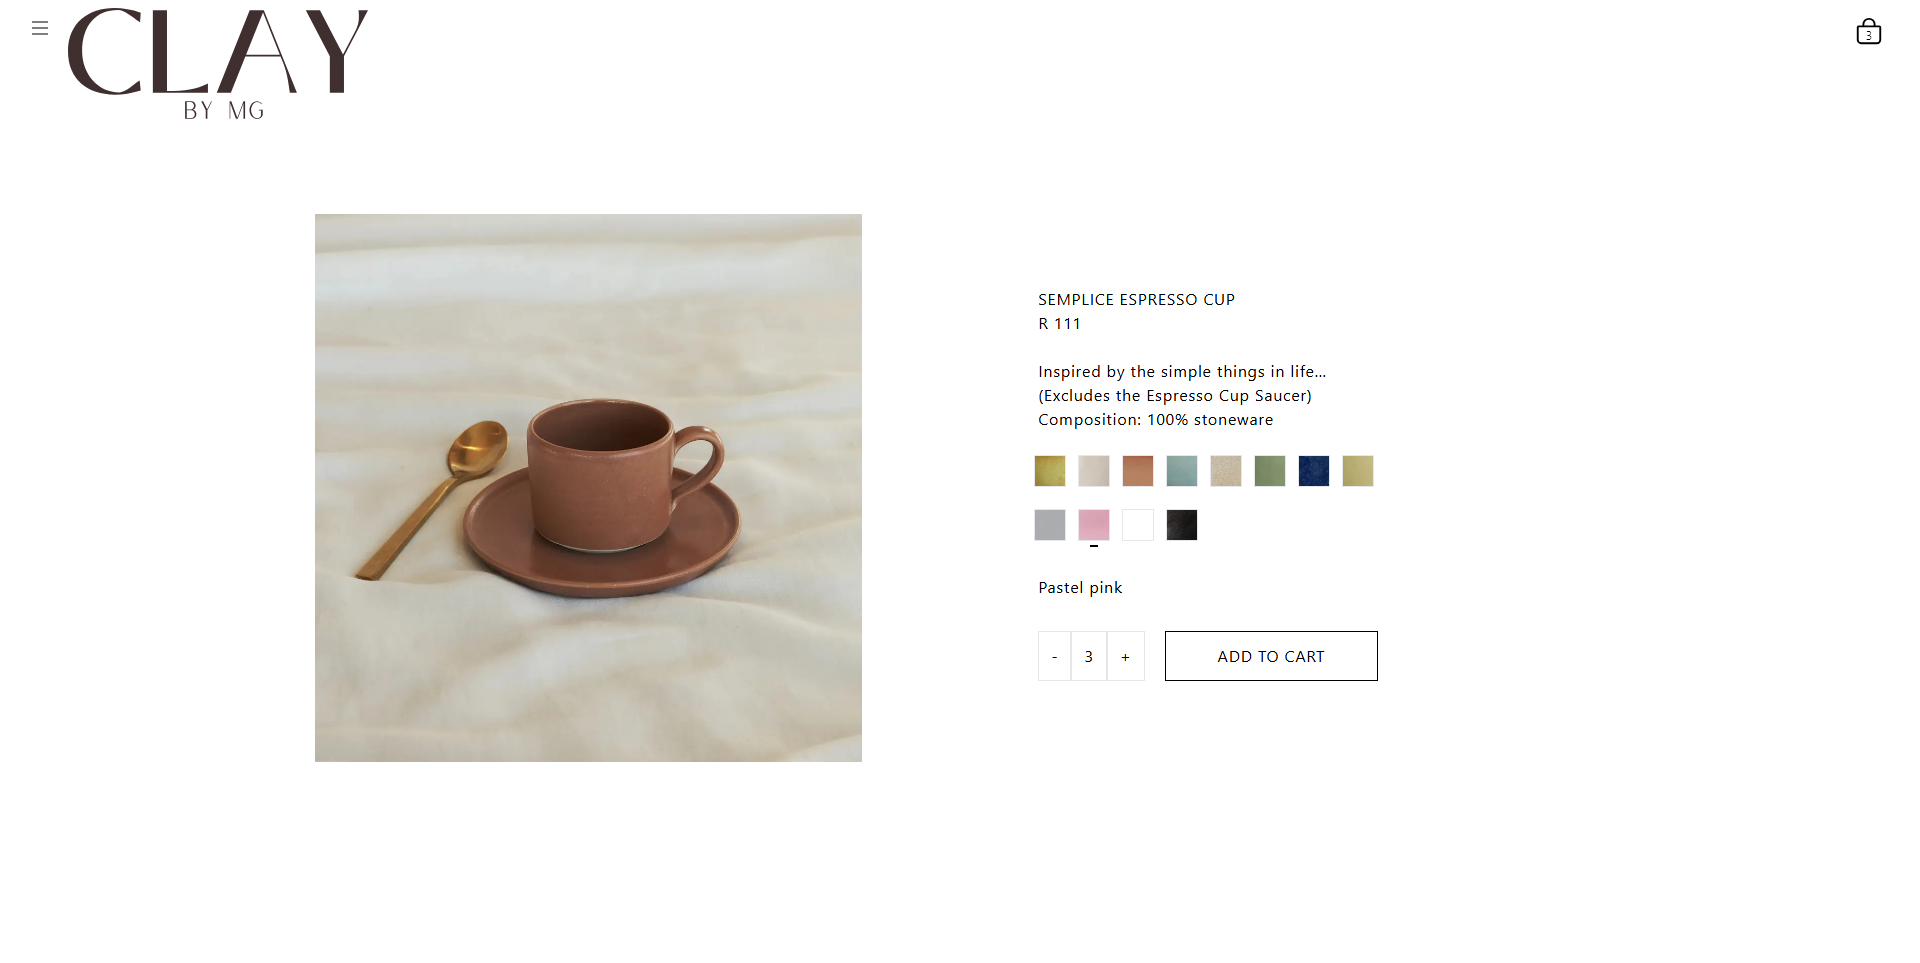 CLAY
BY MG
3
SEMPLICE ESPRESSO CUP
R 111
Inspired by the simple things in life...
(Excludes the Espresso Cup Saucer)
Composition: 100% stoneware
Pastel pink
- 3 + ADD TO CART